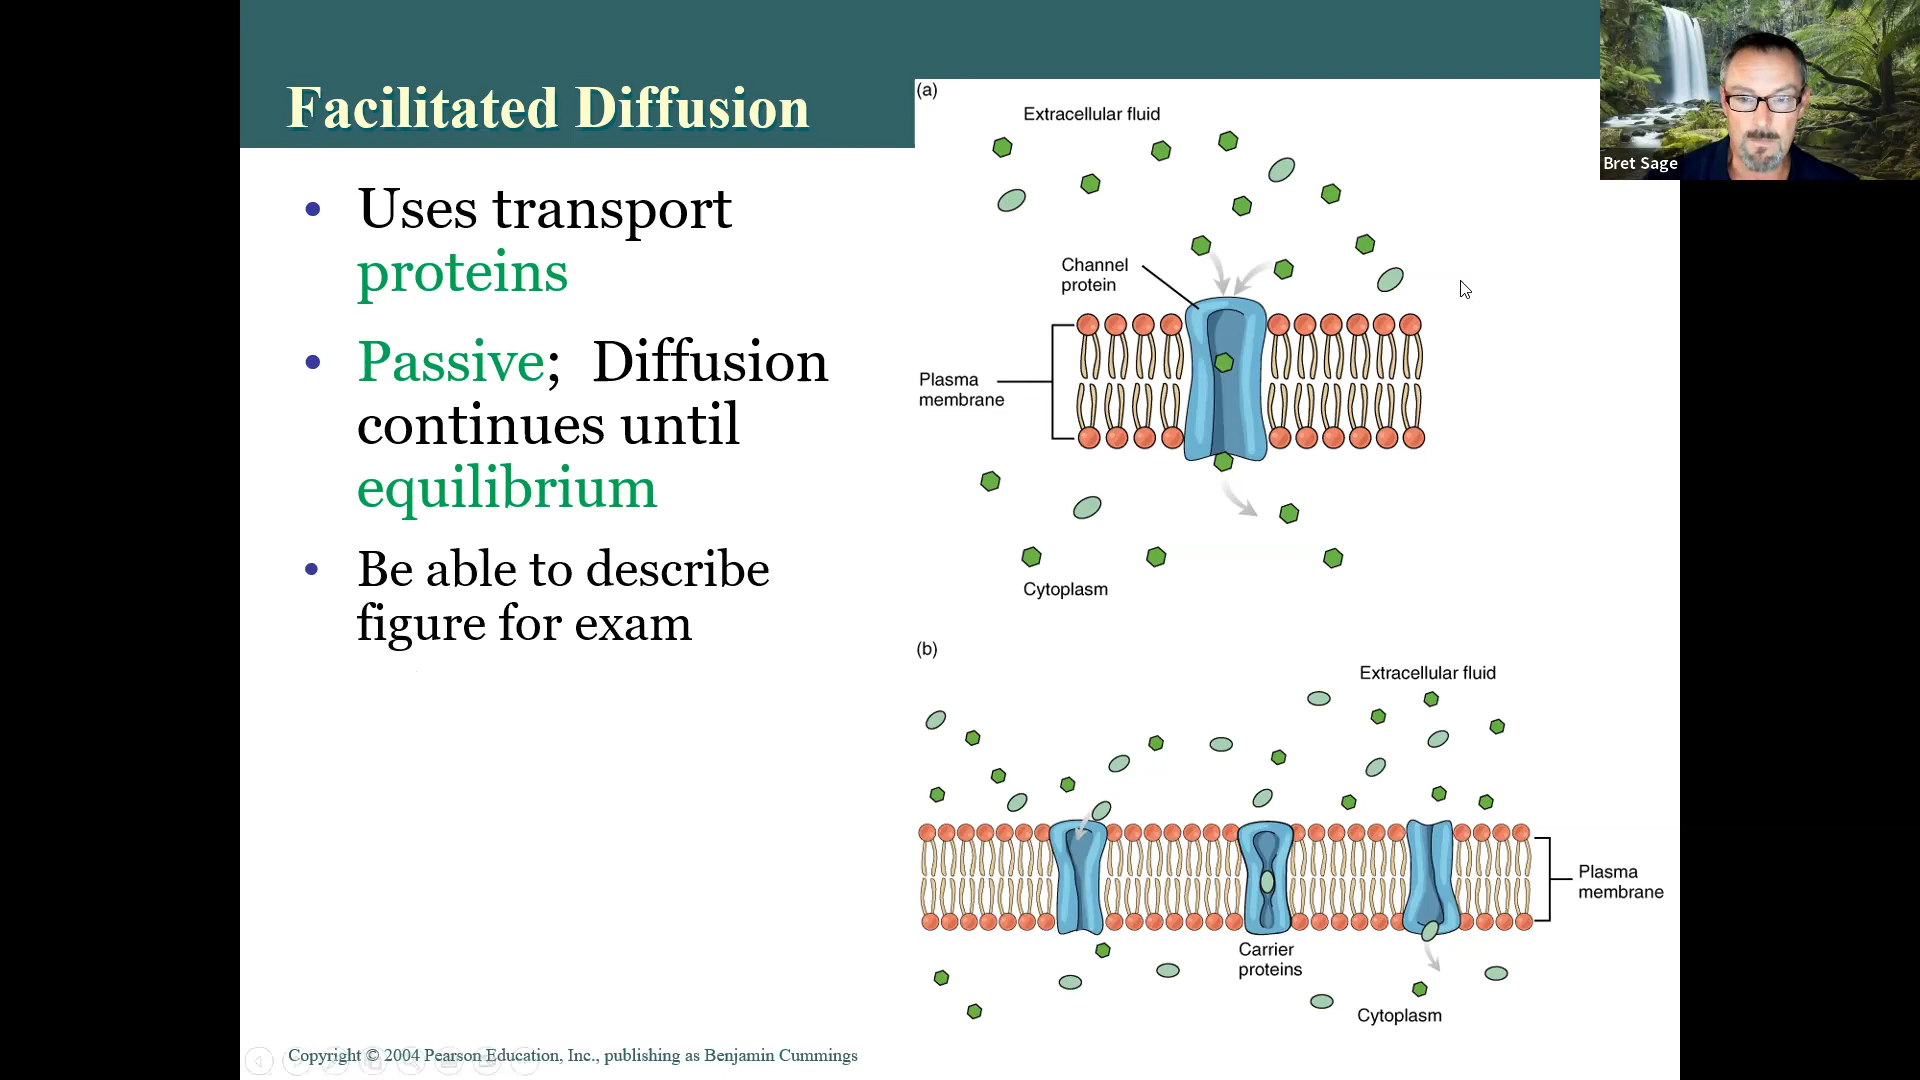 Facilitated Diffusion
• Uses transport
proteins
• Passive; Diffusion
continues until
equilibrium
• Be able to describe
figure for exam
(a)
Extracellular fluid
Channel
protein
Plasma
membrane
Cytoplasm
(b)
Extracellular fluid
Plasma
membrane
Carrier
proteins
Cytoplasm
Copyright © 2004 Pearson Education, Inc., publishing as Benjamin Cummings
Bret Sage